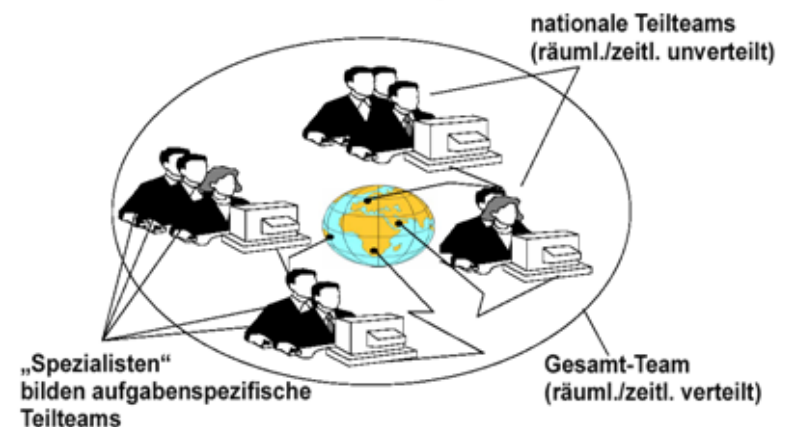 nationale Teilteams
(räuml./zeitl. unverteilt)
„Spezialisten“
bilden aufgabenspezifische
Teilteams
Gesamt-Team
(räuml./zeitl. verteilt)